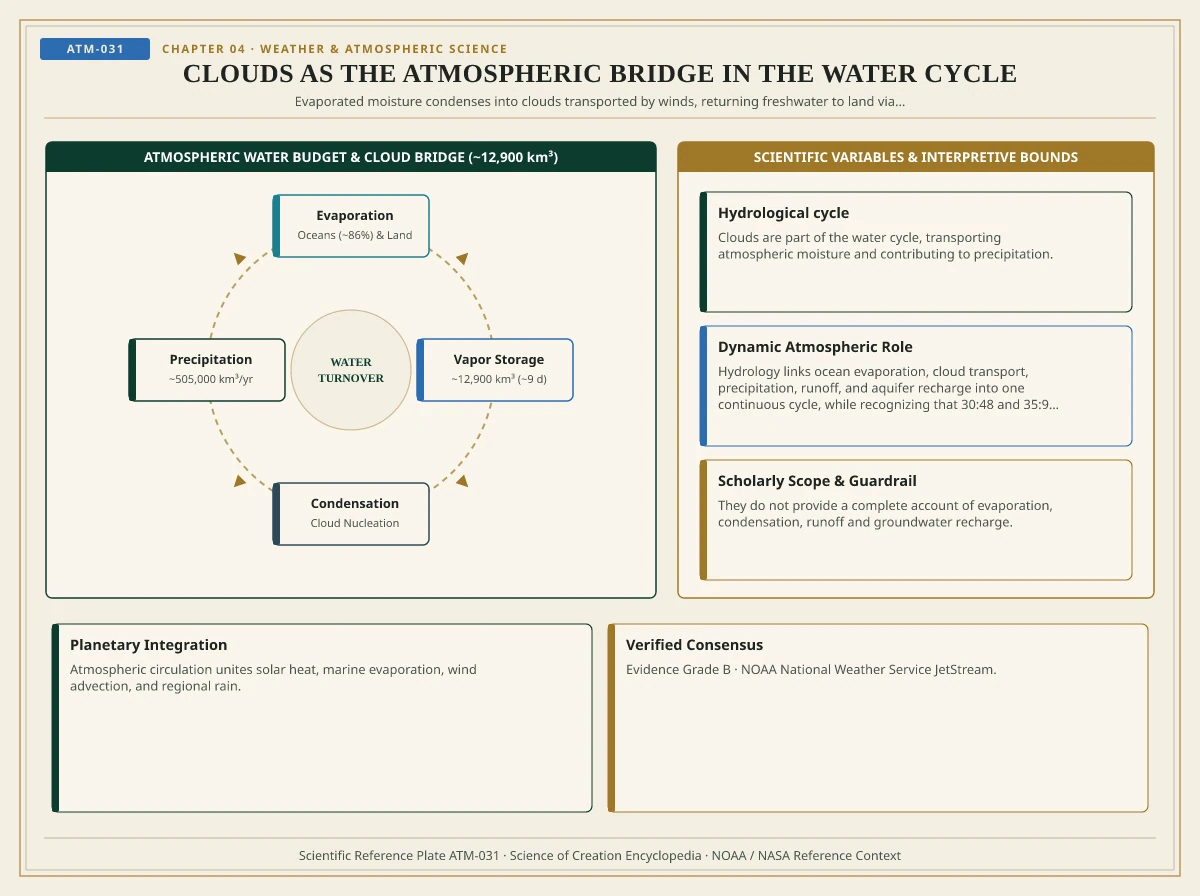 ATM-031
CHAPTER 04 · WEATHER & ATMOSPHERIC SCIENCE
CLOUDS AS THE ATMOSPHERIC BRIDGE IN THE WATER CYCLE
Evaporated moisture condenses into clouds transported by winds, returning freshwater to land via...
ATMOSPHERIC WATER BUDGET & CLOUD BRIDGE (~12,900 km³)
Evaporation
Oceans (~86%) & Land
Precipitation
~505,000 km³/yr
WATER
TURNOVER
Vapor Storage
~12,900 km³ (~9 d)
Condensation
Cloud Nucleation
SCIENTIFIC VARIABLES & INTERPRETIVE BOUNDS
Hydrological cycle
Clouds are part of the water cycle, transporting
atmospheric moisture and contributing to precipitation.
Dynamic Atmospheric Role
Hydrology links ocean evaporation, cloud transport,
precipitation, runoff, and aquifer recharge into one
continuous cycle, while recognizing that 30:48 and 35:9...
Scholarly Scope & Guardrail
They do not provide a complete account of evaporation,
condensation, runoff and groundwater recharge.
Planetary Integration
Atmospheric circulation unites solar heat, marine evaporation, wind
advection, and regional rain.
Verified Consensus
Evidence Grade B · NOAA National Weather Service JetStream.
Scientific Reference Plate ATM-031 · Science of Creation Encyclopedia · NOAA / NASA Reference Context